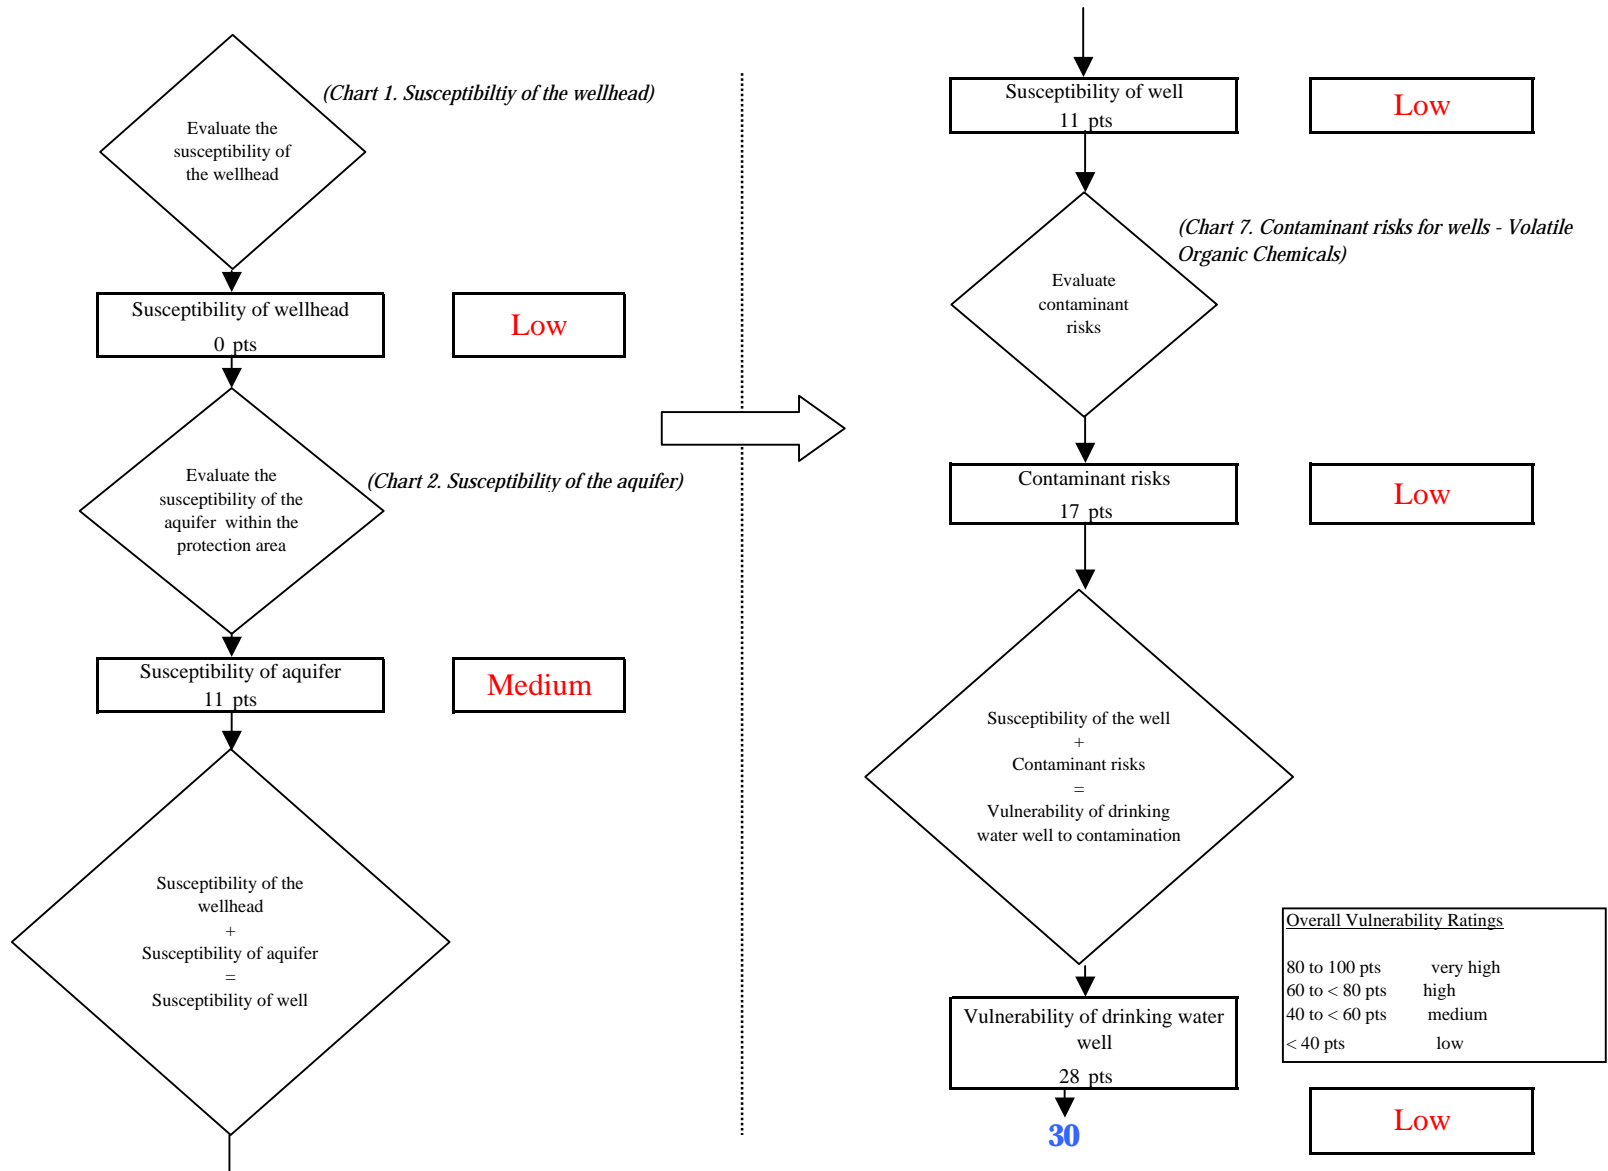 (Chart 1. Susceptibiltiy of the wellhead)
Evaluate the
susceptibility of
the wellhead
Susceptibility of wellhead
0 pts
Low
Evaluate the
susceptibility of the
aquifer within the
protection area
(Chart 2. Susceptibility of the aquifer)
Susceptibility of aquifer
11 pts
Medium
Susceptibility of the
wellhead
+
Susceptibility of aquifer
=
Susceptibility of well
Susceptibility of well
11 pts
Low
(Chart 7. Contaminant risks for wells - Volatile
Organic Chemicals)
Evaluate
contaminant
risks
Contaminant risks
17 pts
Low
Susceptibility of the well
+
Contaminant risks
=
Vulnerability of drinking
water well to contamination
Overall Vulnerability Ratings
80 to 100 pts very high
60 to < 80 pts high
40 to < 60 pts medium
< 40 pts low
Vulnerability of drinking water
well
28 pts
30
Low